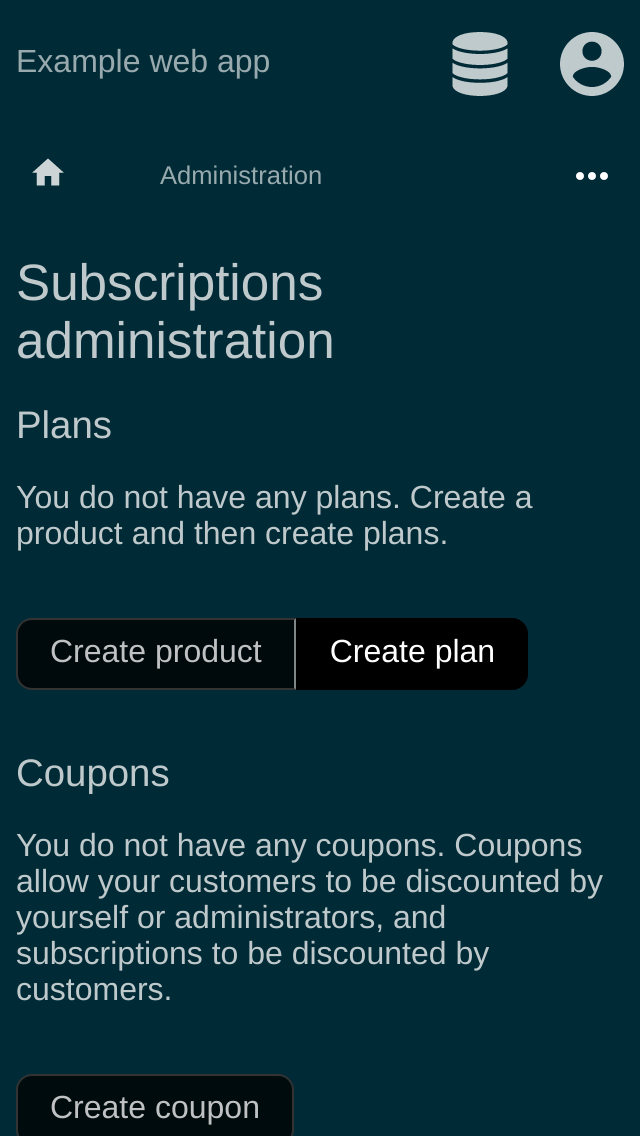 Example web app
Administration
Subscriptions
administration
Plans
You do not have any plans. Create a
product and then create plans.
Create product
Create plan
Coupons
You do not have any coupons. Coupons
allow your customers to be discounted by
yourself or administrators, and
subscriptions to be discounted by
customers.
Create coupon